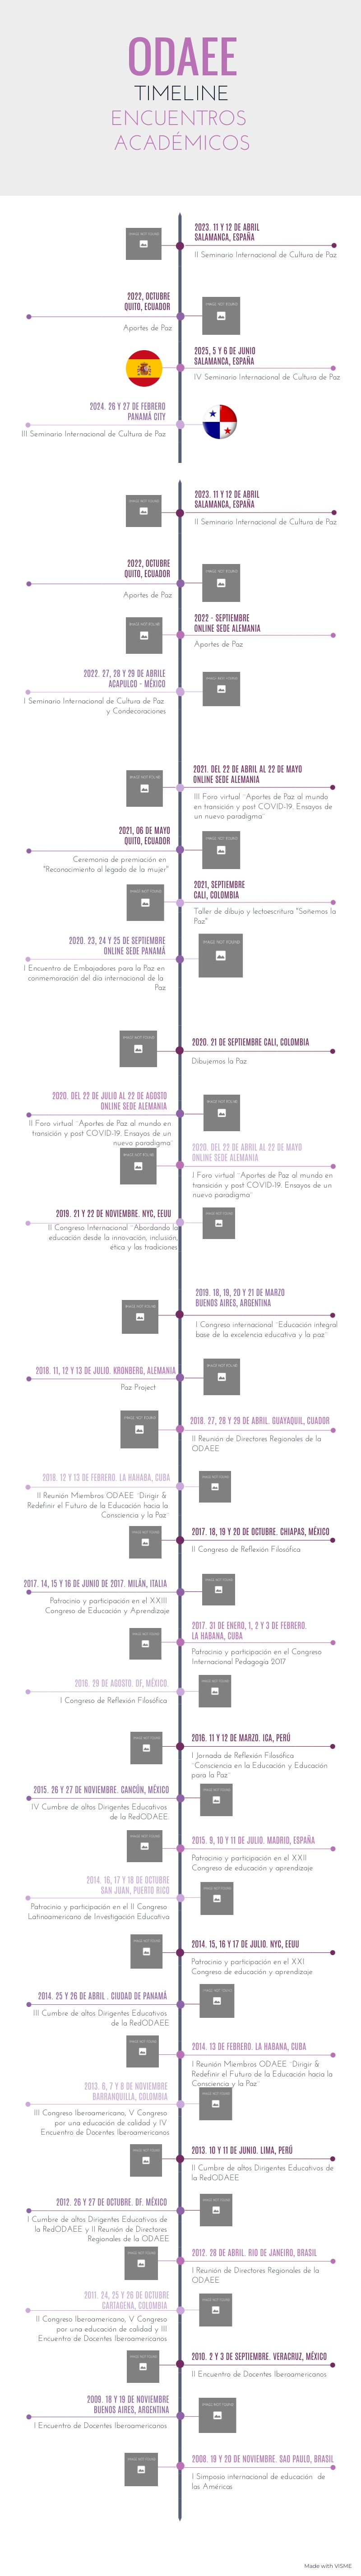 ODAEE
TIMELINE
ENCUENTROS
ACADÉMICOS
2023. 11 Y 12 DE ABRIL
SALAMANCA, ESPAÑA
II Seminario Internacional de Cultura de Paz
2022, OCTUBRE
QUITO, ECUADOR
Aportes de Paz
2025, 5 Y 6 DE JUNIO
SALAMANCA, ESPAÑA
IV Seminario Internacional de Cultura de Paz
2024. 26 Y 27 DE FEBRERO
PANAMÁ CITY
III Seminario Internacional de Cultura de Paz
2023. 11 Y 12 DE ABRIL
SALAMANCA, ESPAÑA
II Seminario Internacional de Cultura de Paz
2022, OCTUBRE
QUITO, ECUADOR
Aportes de Paz
2022 - SEPTIEMBRE
ONLINE SEDE ALEMANIA
Aportes de Paz
2022. 27, 28 Y 29 DE ABRILE
ACAPULCO - MÉXICO
I Seminario Internacional de Cultura de Paz
y Condecoraciones
2021. DEL 22 DE ABRIL AL 22 DE MAYO
ONLINE SEDE ALEMANIA
III Foro virtual ¨Aportes de Paz al mundo
en transición y post COVID-19. Ensayos de
un nuevo paradigma¨
2021, 06 DE MAYO
QUITO, ECUADOR
Ceremonia de premiación en
"Reconocimiento al legado de la mujer"
2021, SEPTIEMBRE
CALI, COLOMBIA
Taller de dibujo y lectoescritura "Soñemos la
Paz"
2020. 23, 24 Y 25 DE SEPTIEMBRE
ONLINE SEDE PANAMÁ
I Encuentro de Embajadores para la Paz en
conmemoración del día internacional de la
Paz
2020. 21 DE SEPTIEMBRE CALI, COLOMBIA
Dibujemos la Paz
2020. DEL 22 DE JULIO AL 22 DE AGOSTO
ONLINE SEDE ALEMANIA
II Foro virtual ¨Aportes de Paz al mundo en
transición y post COVID-19. Ensayos de un
nuevo paradigma¨
2020. DEL 22 DE ABRIL AL 22 DE MAYO
ONLINE SEDE ALEMANIA
I Foro virtual ¨Aportes de Paz al mundo en
transición y post COVID-19. Ensayos de un
nuevo paradigma¨
2019. 21 Y 22 DE NOVIEMBRE. NYC, EEUU
II Congreso Internacional ¨Abordando la
educación desde la innovación, inclusión,
ética y las tradiciones
2019. 18, 19, 20 Y 21 DE MARZO
BUENOS AIRES, ARGENTINA
I Congreso internacional ¨Educación integral
base de la excelencia educativa y la paz¨
2018. 11, 12 Y 13 DE JULIO. KRONBERG, ALEMANIA
Paz Project
2018. 27, 28 Y 29 DE ABRIL. GUAYAQUÍL, CUADOR
II Reunión de Directores Regionales de la
ODAEE
2018. 12 Y 13 DE FEBRERO. LA HAHABA, CUBA
II Reunión Miembros ODAEE ¨Dirigir &
Redefinir el Futuro de la Educación hacia la
Consciencia y la Paz¨
2017. 18, 19 Y 20 DE OCTUBRE. CHIAPAS, MÉXICO
II Congreso de Reflexión Filosófica
2017. 14, 15 Y 16 DE JUNIO DE 2017. MILÁN, ITALIA
Patrocinio y participación en el XXIII
Congreso de Educación y Aprendizaje
2017. 31 DE ENERO, 1, 2 Y 3 DE FEBRERO.
LA HABANA, CUBA
Patrocinio y participación en el Congreso
Internacional Pedagogía 2017
2016. 29 DE AGOSTO. DF, MÉXICO
I Congreso de Reflexión Filosófica
2016. 11 Y 12 DE MARZO. ICA, PERÚ
I Jornada de Reflexión Filosófica
¨Consciencia en la Educación y Educación
para la Paz¨
2015. 26 Y 27 DE NOVIEMBRE. CANCÚN, MÉXICO
IV Cumbre de altos Dirigentes Educativos
de la RedODAEE.
2015. 9, 10 Y 11 DE JULIO. MADRID, ESPAÑA
Patrocinio y participación en el XXII
Congreso de educación y aprendizaje
2014. 16, 17 Y 18 DE OCTUBRE
SAN JUAN, PUERTO RICO
Patrocinio y participación en el II Congreso
Latinoamericano de Investigación Educativa
2014. 15, 16 Y 17 DE JULIO. NYC, EEUU
Patrocinio y participación en el XXI
Congreso de educación y aprendizaje
2014. 25 Y 26 DE ABRIL . CIUDAD DE PANAMÁ
III Cumbre de altos Dirigentes Educativos
de la RedODAEE
2014. 13 DE FEBRERO. LA HABANA, CUBA
I Reunión Miembros ODAEE ¨Dirigir &
Redefinir el Futuro de la Educación hacia la
Consciencia y la Paz¨
2013. 6, 7 Y 8 DE NOVIEMBRE
BARRANQUILLA, COLOMBIA
III Congreso Iberoamericano, V Congreso
por una educación de calidad y IV
Encuentro de Docentes Iberoamericanos
2013. 10 Y 11 DE JUNIO. LIMA, PERÚ
II Cumbre de altos Dirigentes Educativos de
la RedODAEE
2012. 26 Y 27 DE OCTUBRE. DF. MÉXICO
I Cumbre de altos Dirigentes Educativos de
la RedODAEE y II Reunión de Directores
Regionales de la ODAEE
2012. 28 DE ABRIL. RIO DE JANEIRO, BRASIL
I Reunión de Directores Regionales de la
ODAEE
2011. 24, 25 Y 26 DE OCTUBRE
CARTAGENA, COLOMBIA
II Congreso Iberoamericano, V Congreso
por una educación de calidad y III
Encuentro de Docentes Iberoamericanos
2010. 2 Y 3 DE SEPTIEMBRE. VERACRUZ, MÉXICO
II Encuentro de Docentes Iberoamericanos
2009. 18 Y 19 DE NOVIEMBRE
BUENOS AIRES, ARGENTINA
I Encuentro de Docentes Iberoamericanos
2008. 19 Y 20 DE NOVIEMBRE. SAO PAULO, BRASIL
I Simposio internacional de educación de
las Américas
Made with VISME